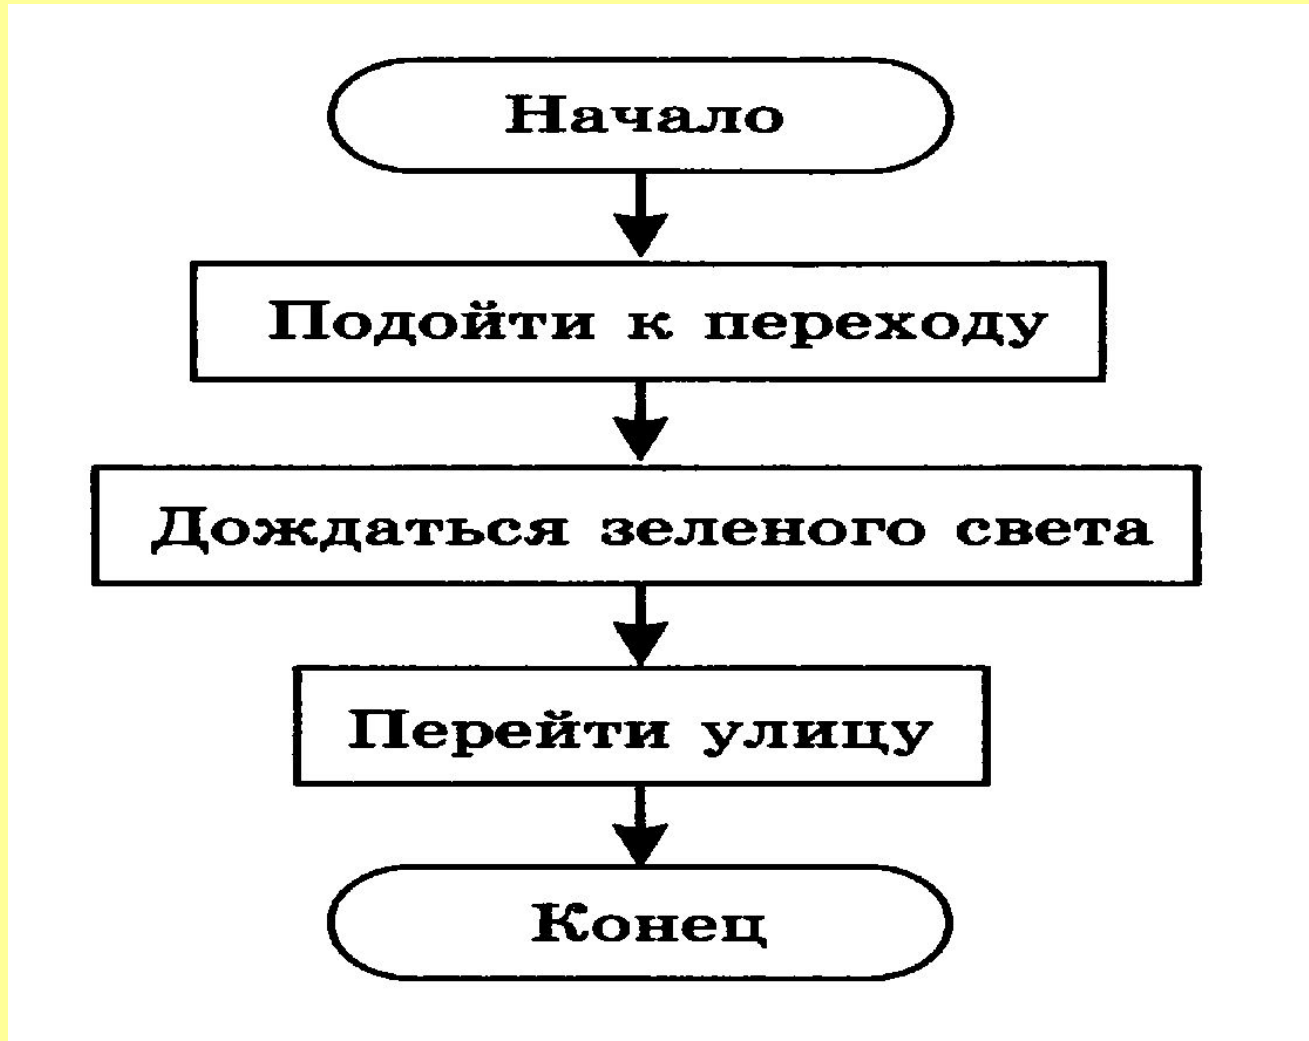 Начало
Подойти к переходу
Дождаться зеленого света
Перейти улицу
Конец